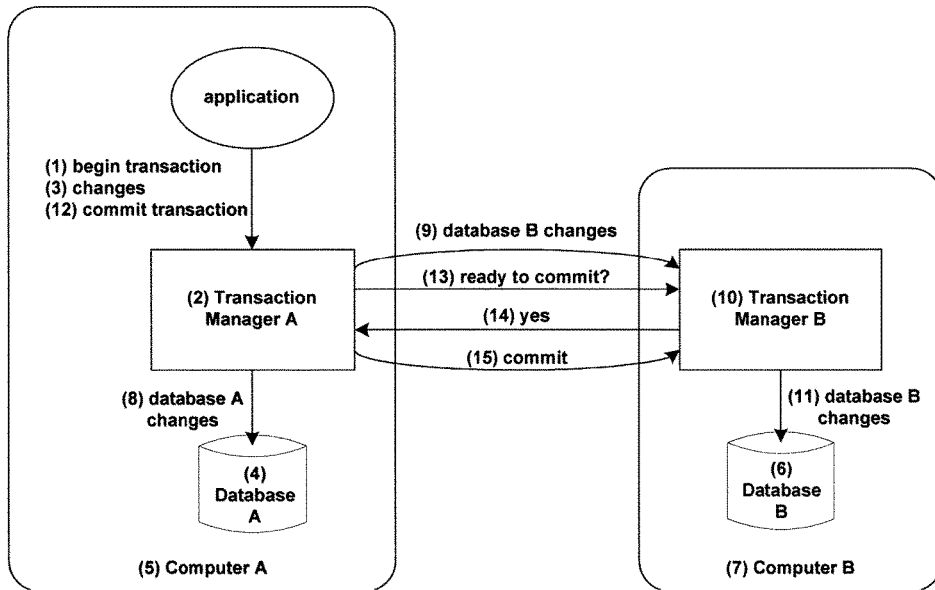 application
(1) begin transaction
(3) changes
(12) commit transaction
(9) database B changes
(13) ready to commit?
(2) Transaction
Manager A
(10) Transaction
Manager B
(14) yes
(15) commit
(8) database A
changes
(11) database B
changes
(4)
Database
A
(6)
Database
B
(5) Computer A
(7) Computer B